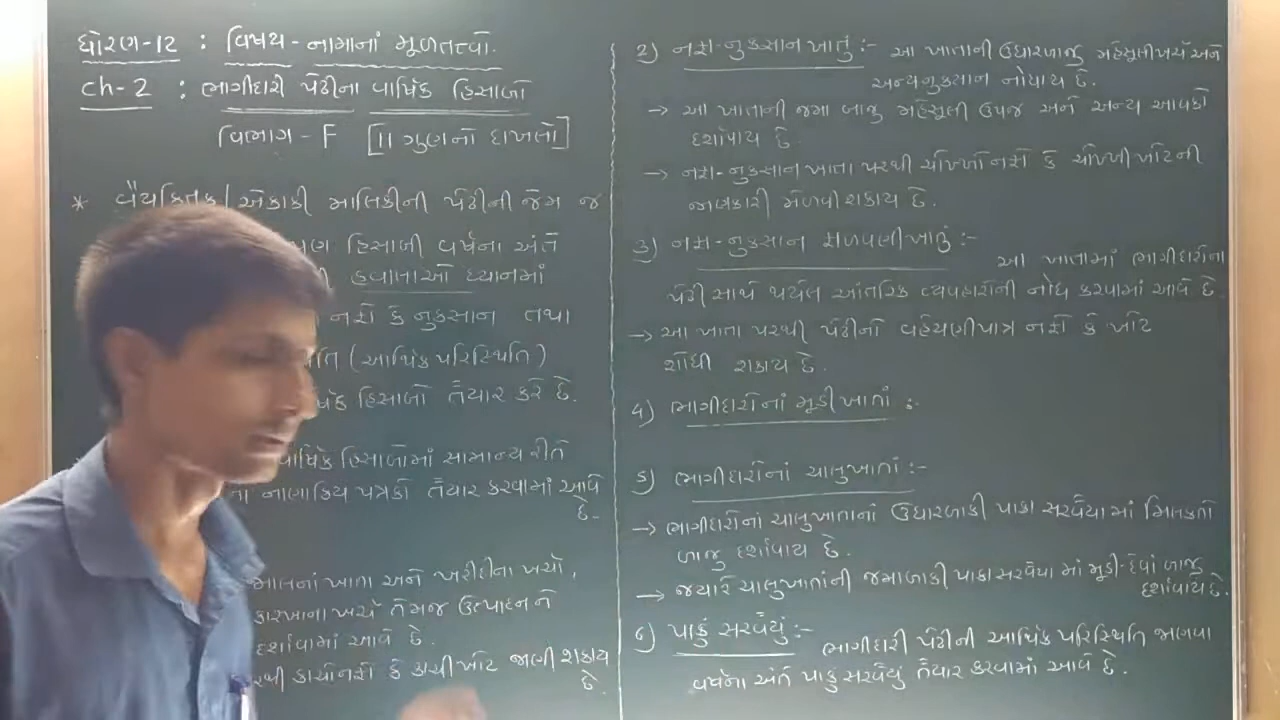 ધોરણ-12 : વિષય - નામાનાં મૂળતત્ત્વો.
ch-2 : ભાગીદારી પેઢીના વાર્ષિક હિસાબો
વિભાગ - F [11 ગુણનો દાખલો]
* વૈયક્તિક / એકાકી માલિકીની પેઢીની જેમ જ
હિસાબી વર્ષના અંતે
હવાલાઓ ધ્યાનમાં
નફો કે નુકસાન તથા
(આર્થિક પરિસ્થિતિ)
હિસાબો તૈયાર કરે છે.
વાર્ષિક હિસાબોમાં સામાન્ય રીતે
નાણાકિય પત્રકો તૈયાર કરવામાં આવે
છે.
માલનાં ખાતા અને ખરીદીના ખર્ચો,
કારખાના ખર્ચ તેમજ ઉત્પાદન ને
દર્શાવામાં આવે છે.
કાચોનફો કે કાચીખોટ જાણી શકાય
છે.
2) નફા-નુકસાન ખાતું :- આ ખાતાની ઉધારબાજુ મહેસૂલીખર્ચ અને
અન્યનુકસાન નોંધાય છે.
→ આ ખાતાની જમા બાજુ મહેસૂલી ઉપજ અને અન્ય આવકો
દર્શાવાય છે.
→ નફા-નુકસાન ખાતા પરથી ચોખ્ખોનફો કે ચોખ્ખીખોટની
જાણકારી મેળવી શકાય છે.
3) નફા-નુકસાન ફાળવણી ખાતું :-
આ ખાતામાં ભાગીદારોના
પેઢી સાથે થયેલ આંતરિક વ્યવહારોની નોંધ કરવામાં આવે છે.
→ આ ખાતા પરથી પેઢીનો વહેંચણીપાત્ર નફો કે ખોટ
શોધી શકાય છે.
4) ભાગીદારોનાં મૂડીખાતાં :-
5) ભાગીદારોનાં ચાલુખાતાં :-
→ ભાગીદારોનાં ચાલુખાતાનાં ઉધારબાકી પાકા સરવૈયામાં મિલકતો
બાજુ દર્શાવાય છે.
→ જ્યારે ચાલુખાતાંની જમાબાકી પાકા સરવૈયા માં મૂડી-દેવાં બાજુ
દર્શાવાય છે.
6) પાકું સરવૈયું :- ભાગીદારી પેઢીની આર્થિક પરિસ્થિતિ જાણવા
વર્ષના અંતે પાકું સરવૈયું તૈયાર કરવામાં આવે છે.